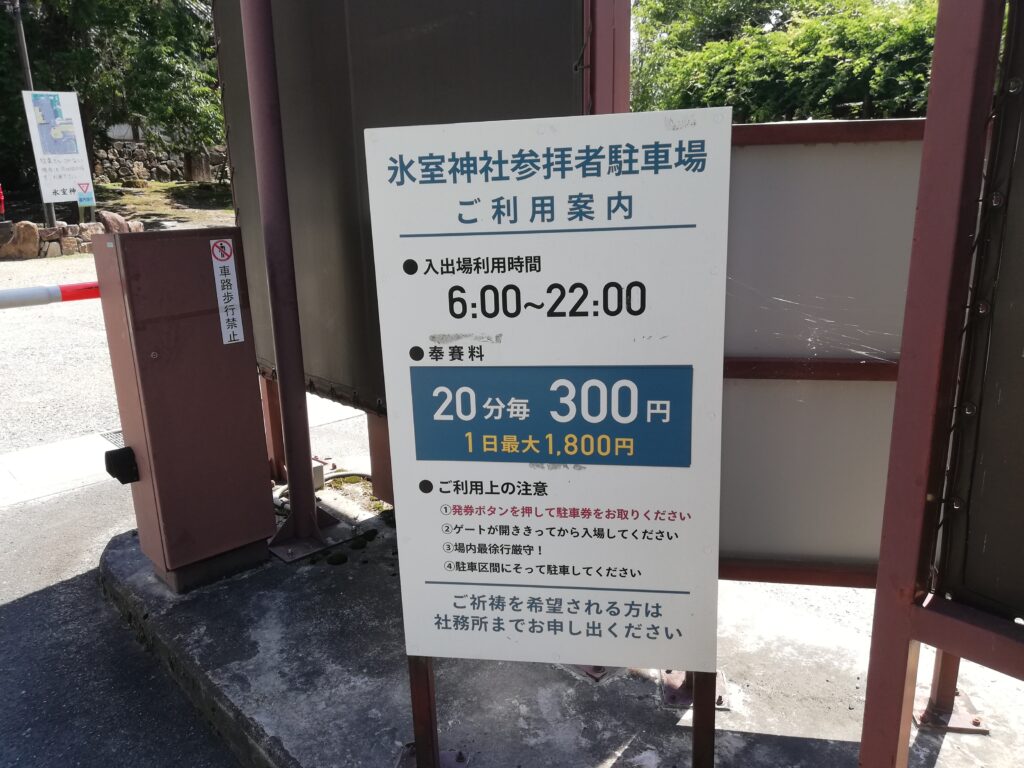 氷室神社参拝者駐車場
ご利用案内
●入出場利用時間
6:00~22:00
●奉賽料
20分毎 300円
1日最大1,800円
●ご利用上の注意
①発券ボタンを押して駐車券をお取りください
②ゲートが開ききってから入場してください
③場内最徐行厳守！
④駐車区間にそって駐車してください
ご祈祷を希望される方は
社務所までお申し出ください
車路歩行禁止
氷室神